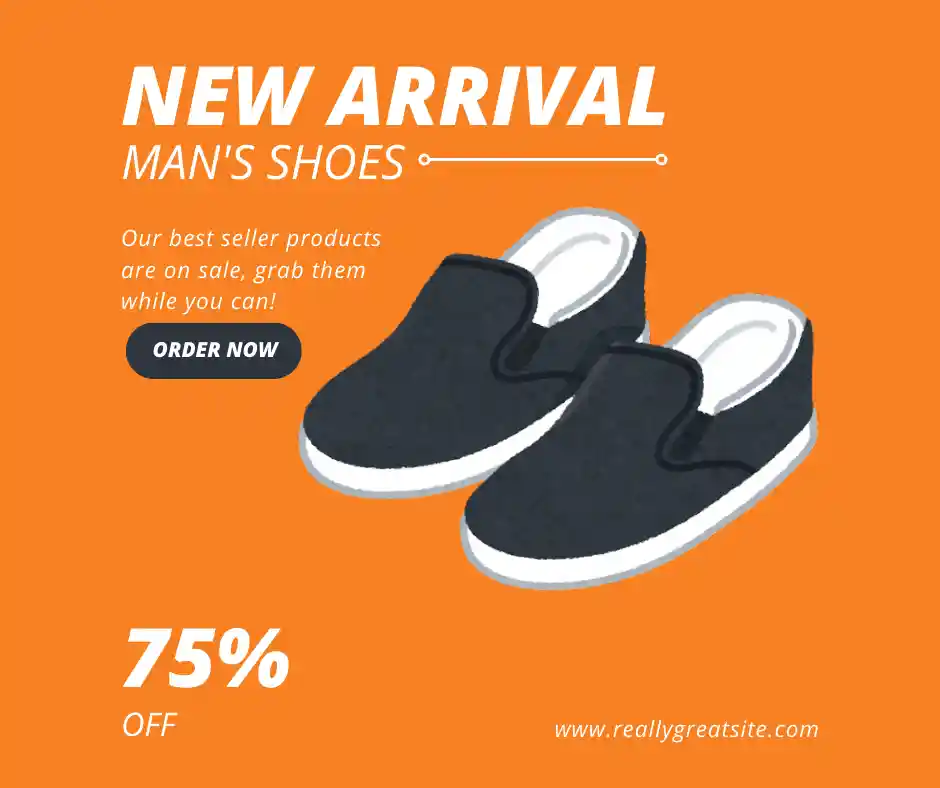 NEW ARRIVAL
MAN'S SHOES
Our best seller products
are on sale, grab them
while you can!
ORDER NOW
75%
OFF
www.reallygreatsite.com